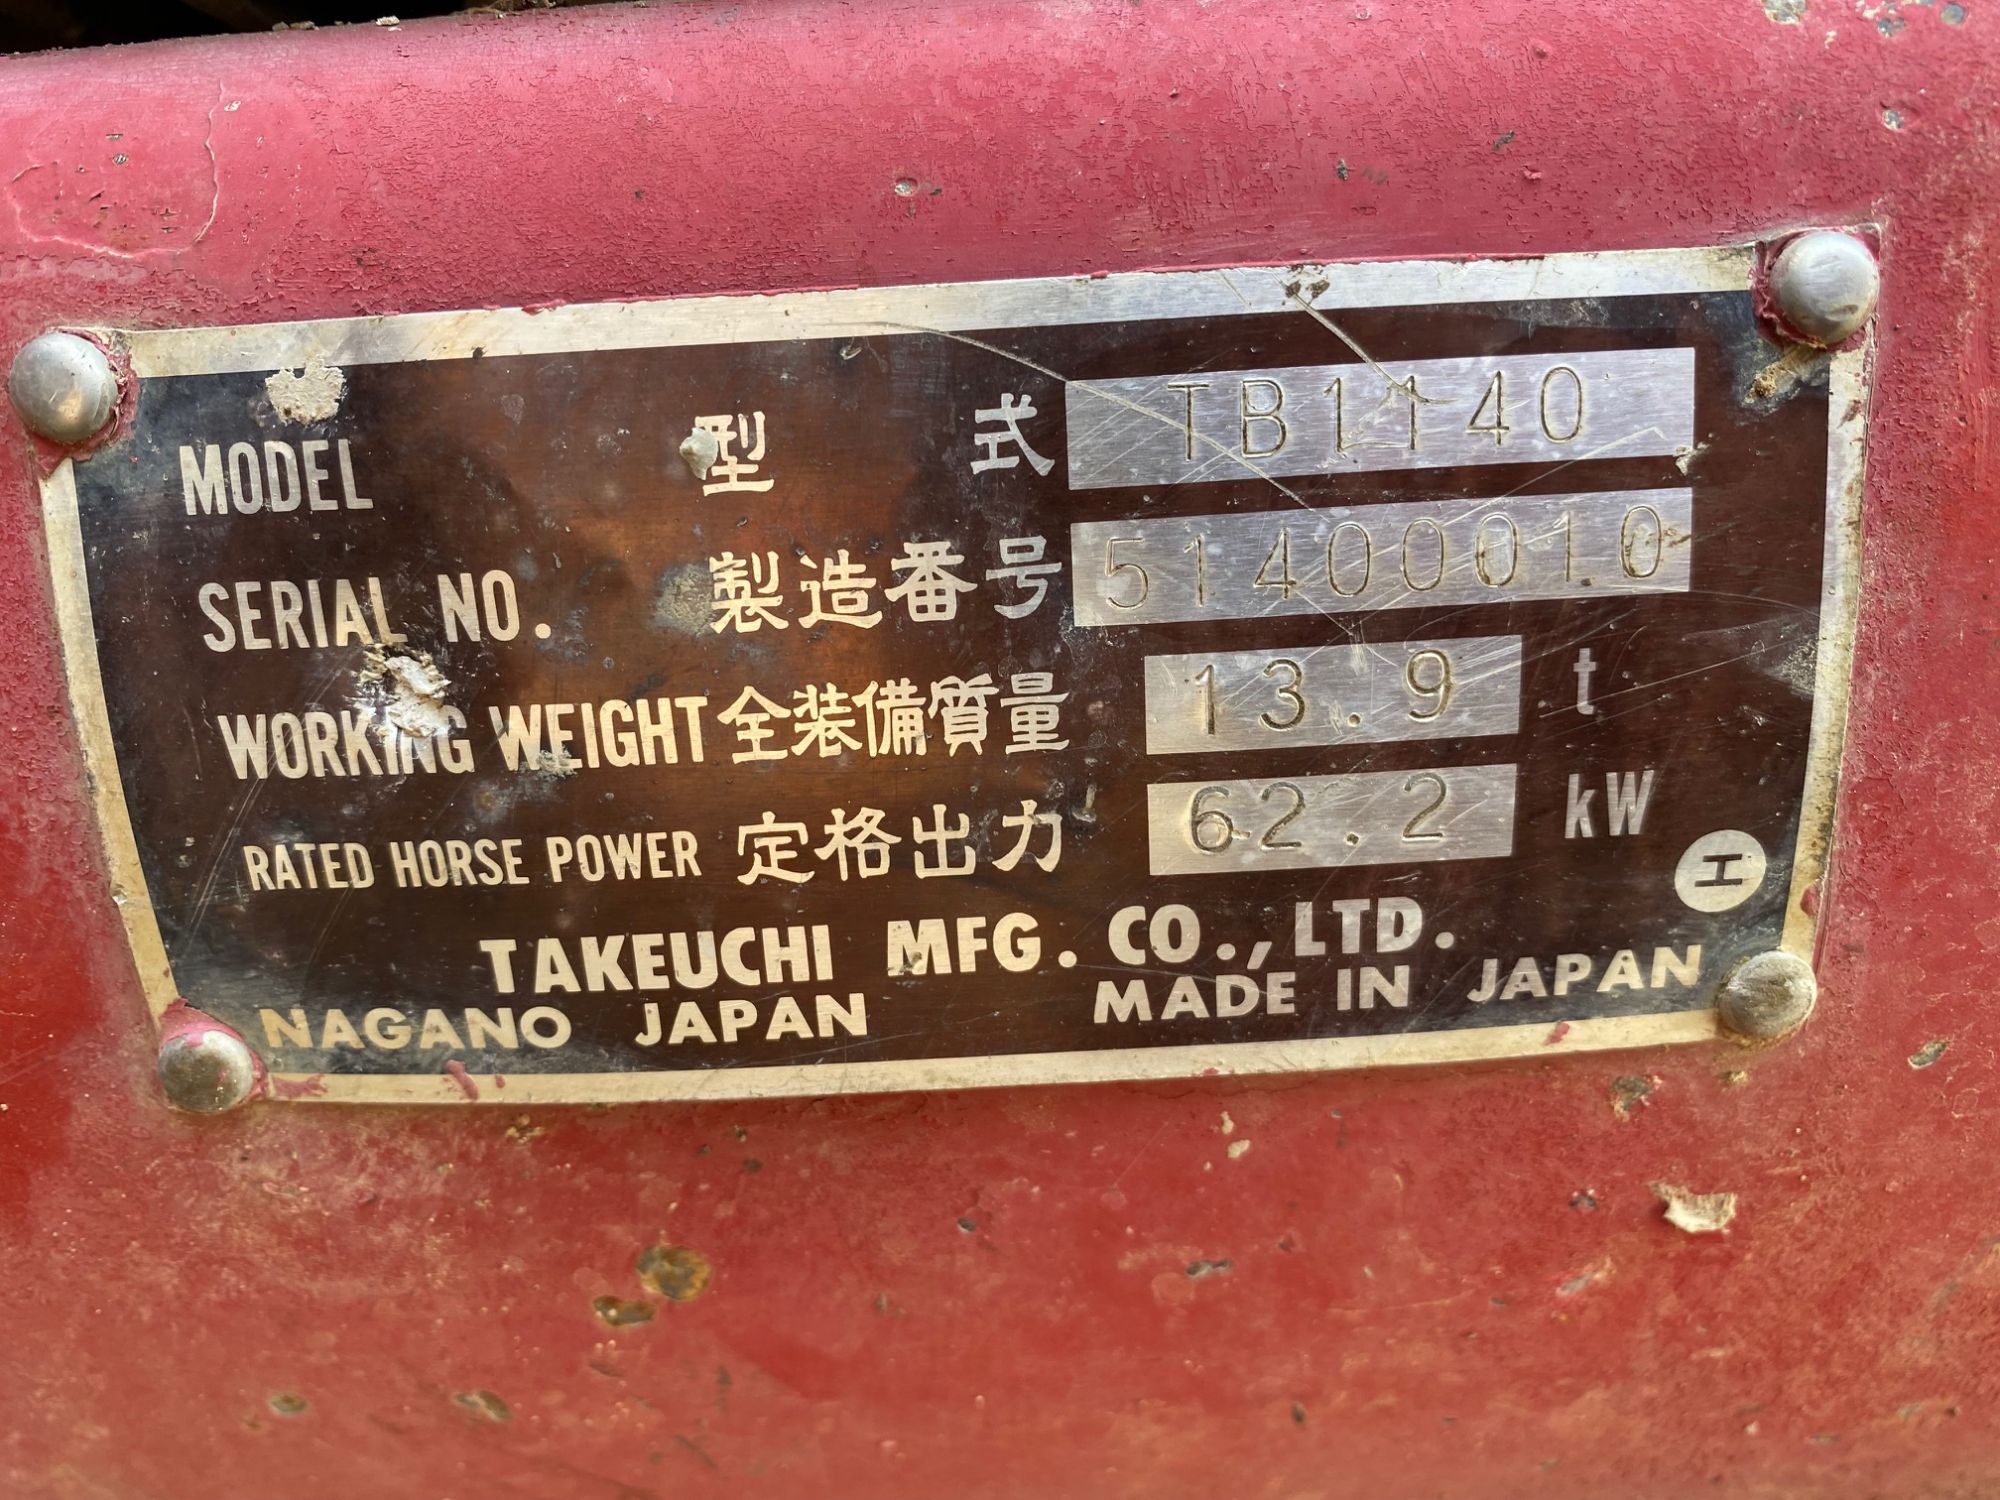 MODEL 型式 TB1140
SERIAL NO. 製造番号 51400010
WORKING WEIGHT 全装備質量 13.9 t
RATED HORSE POWER 定格出力 62.2 kW
エ
TAKEUCHI MFG. CO., LTD.
NAGANO JAPAN MADE IN JAPAN